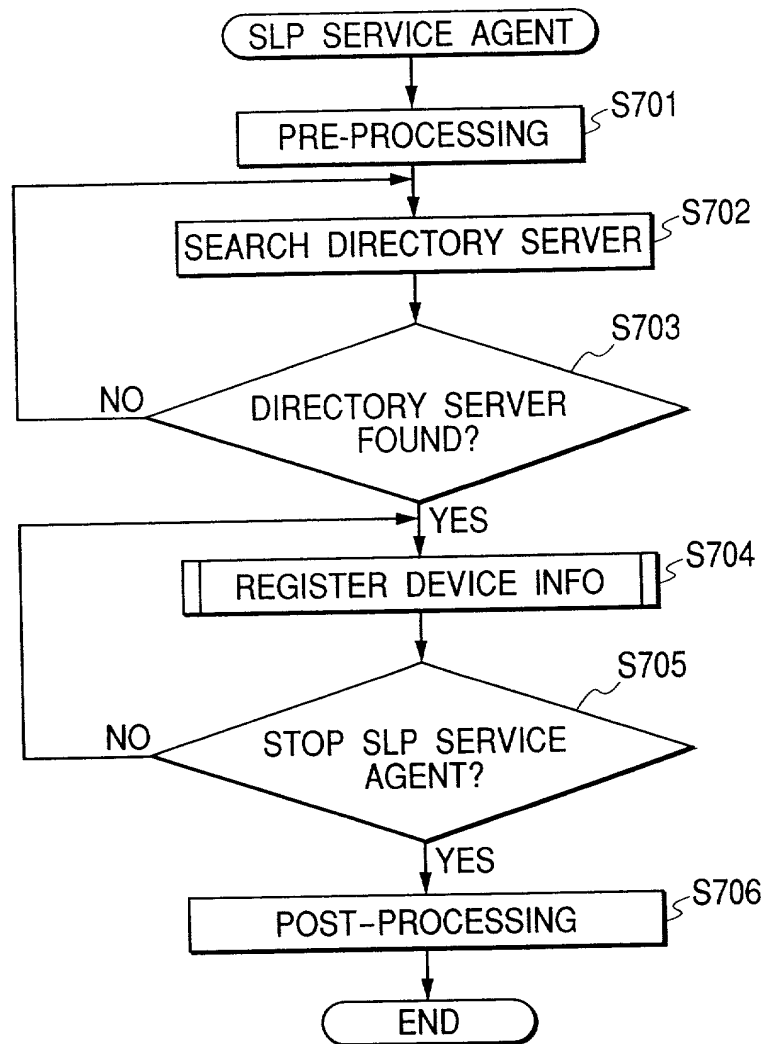 SLP SERVICE AGENT
S701
PRE-PROCESSING
S702
SEARCH DIRECTORY SERVER
S703
NO
DIRECTORY SERVER
FOUND?
YES
S704
REGISTER DEVICE INFO
S705
NO
STOP SLP SERVICE
AGENT?
YES
S706
POST-PROCESSING
END